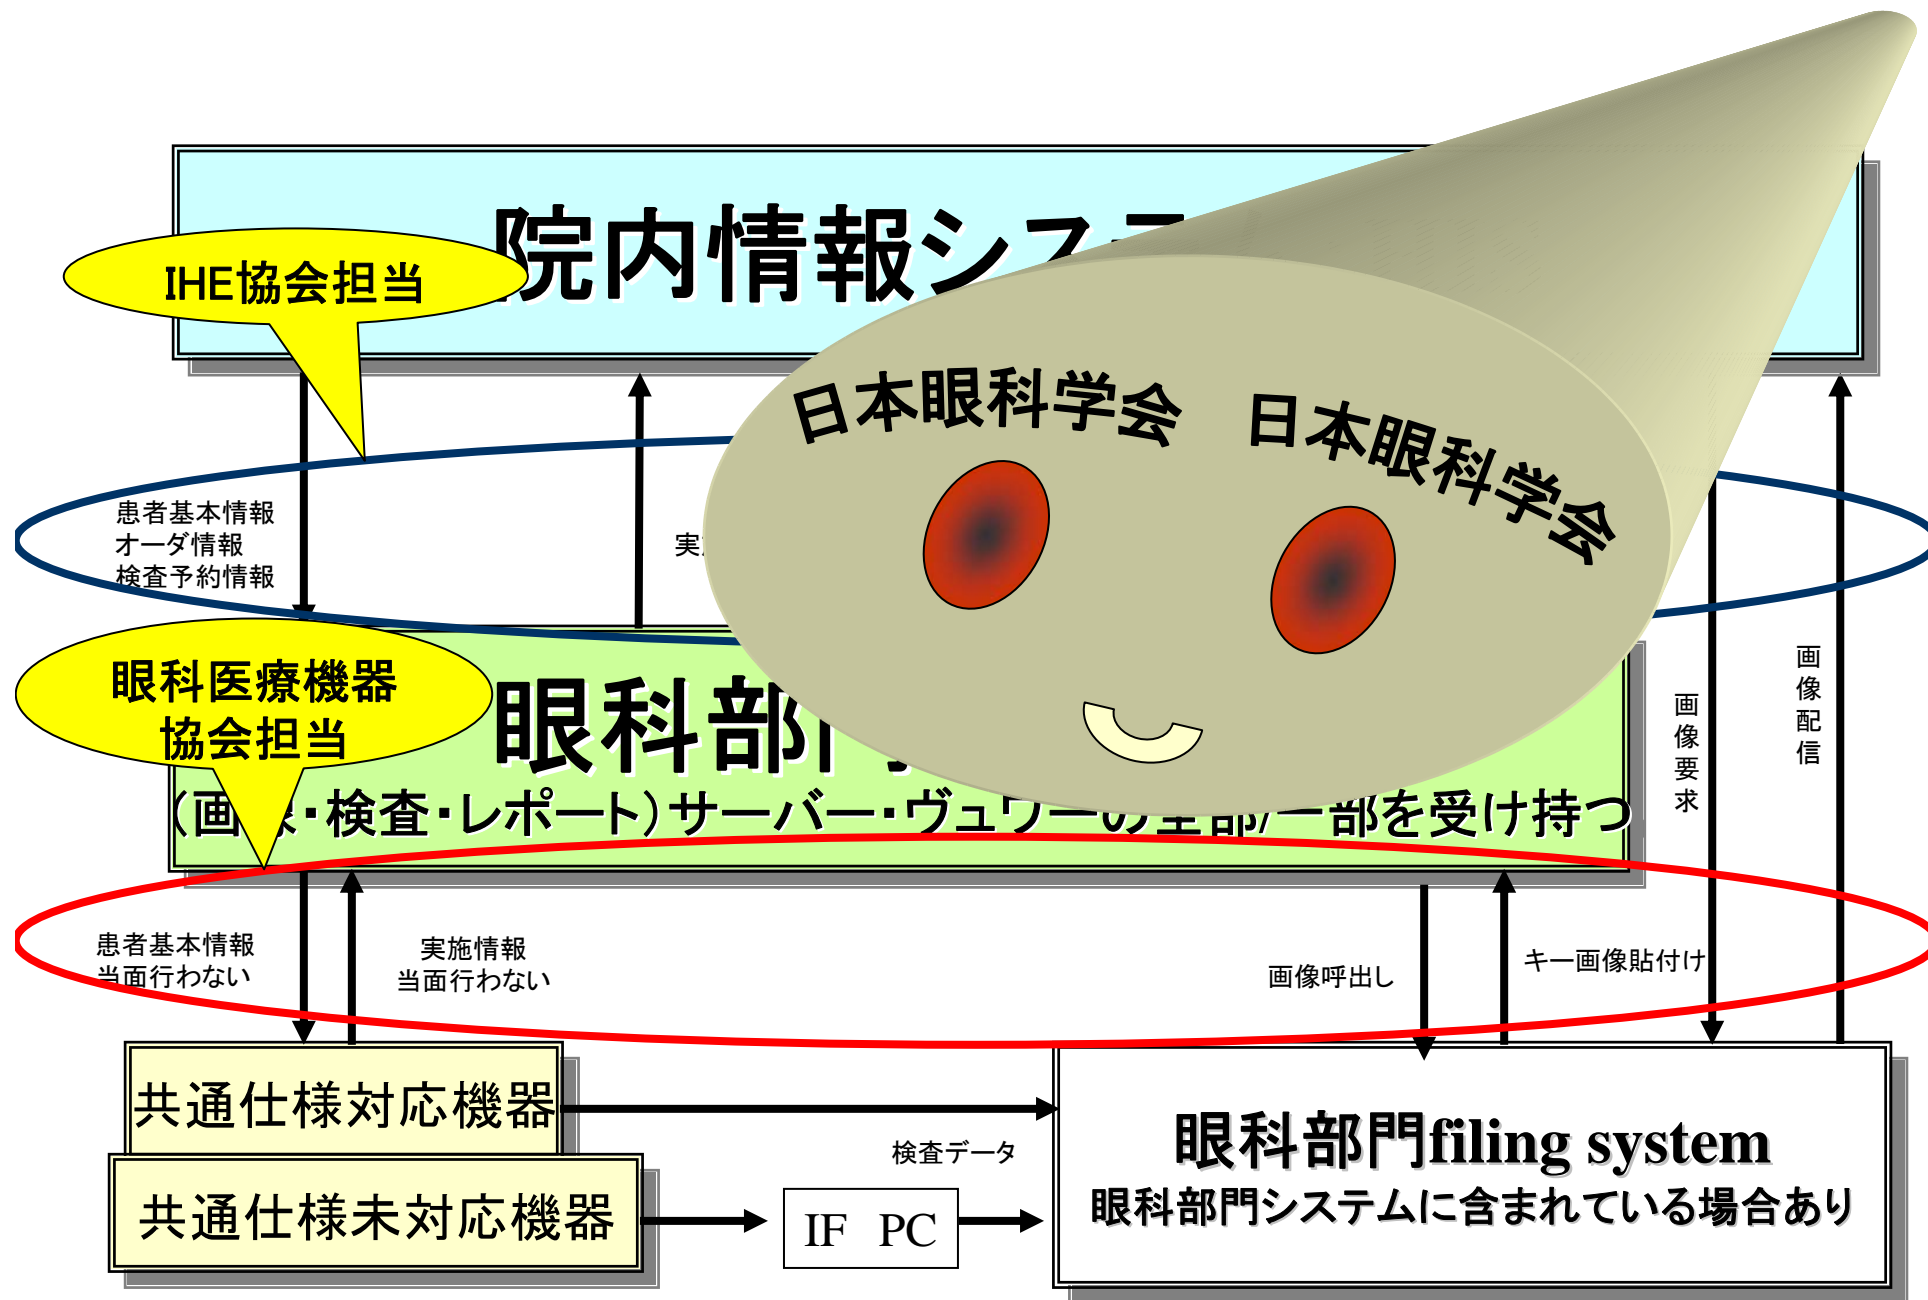 院内情報システ
IHE協会担当
日本眼科学会 日本眼科学会
患者基本情報
オーダ情報
検査予約情報
実
眼科医療機器
協会担当
眼科部門
(画像・検査・レポート)サーバー・ヴュワーの全部/一部を受け持つ
画像要求
画像配信
患者基本情報
当面行わない
実施情報
当面行わない
画像呼出し
キー画像貼付け
共通仕様対応機器
共通仕様未対応機器
検査データ
IF PC
眼科部門filing system
眼科部門システムに含まれている場合あり